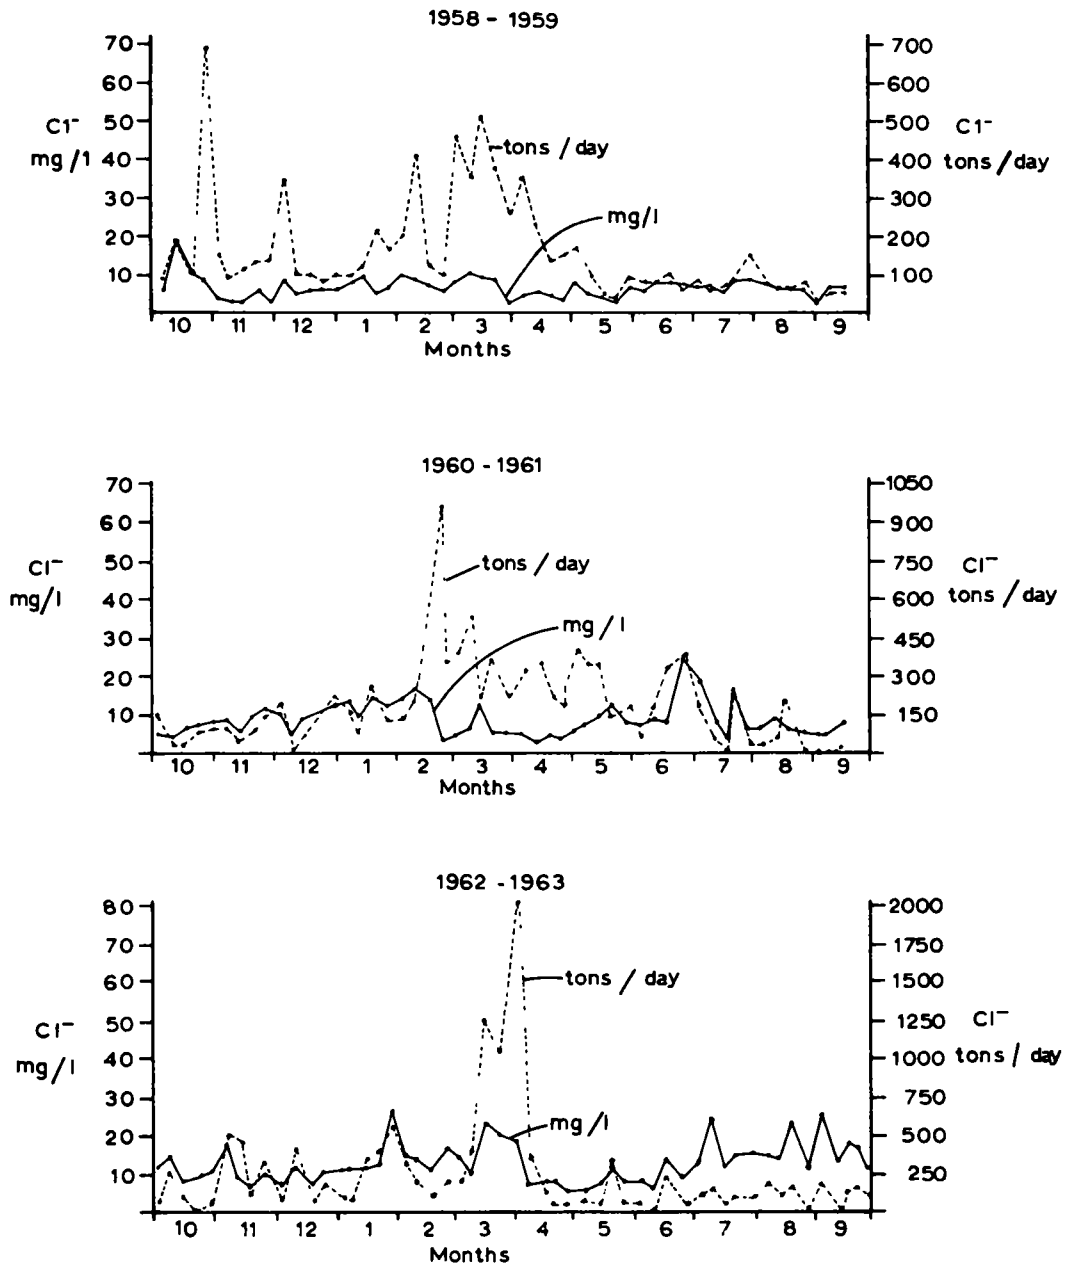 1958 - 1959
70 700
60 600
Cl⁻ 50 500 Cl⁻
mg/l 40 tons / day 400 tons/day
30 300
mg/l
20 200
10 100
10 11 12 1 2 3 4 5 6 7 8 9
Months
1960 - 1961
70 1050
60 900
Cl⁻ 50 tons / day 750 Cl⁻
mg/l 40 600 tons / day
30 mg / l 450
20 300
10 150
10 11 12 1 2 3 4 5 6 7 8 9
Months
1962 - 1963
80 2000
70 1750
60 tons / day 1500
Cl⁻ 50 1250 Cl⁻
mg/l 40 1000 tons / day
30 750
mg/l
20 500
10 250
10 11 12 1 2 3 4 5 6 7 8 9
Months